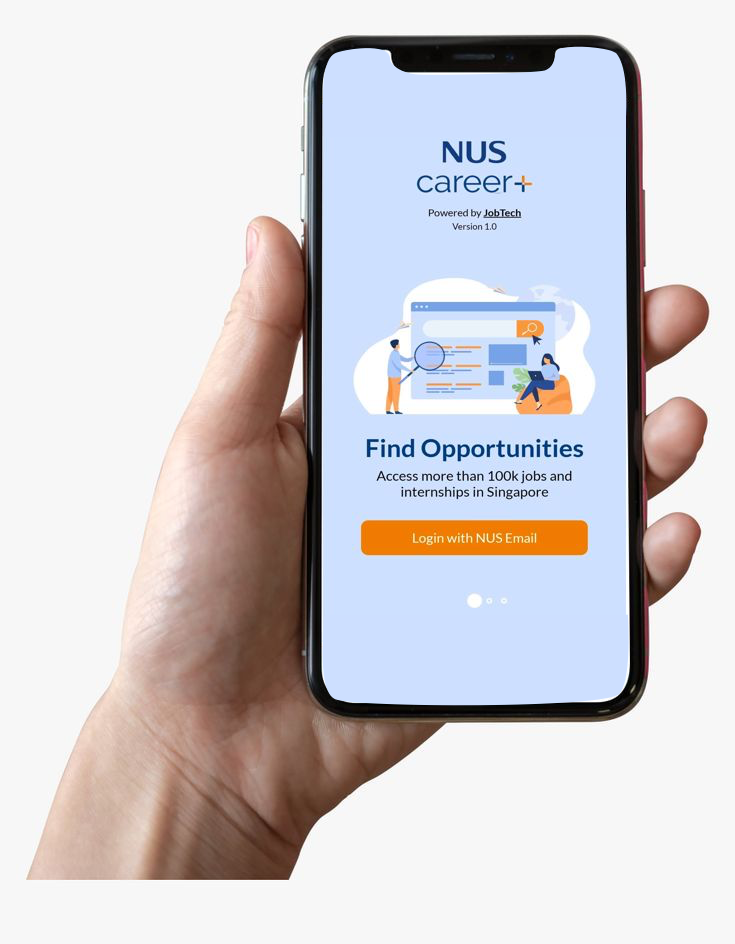 NUS
career+
Powered by JobTech
Version 1.0
Find Opportunities
Access more than 100k jobs and
internships in Singapore
Login with NUS Email